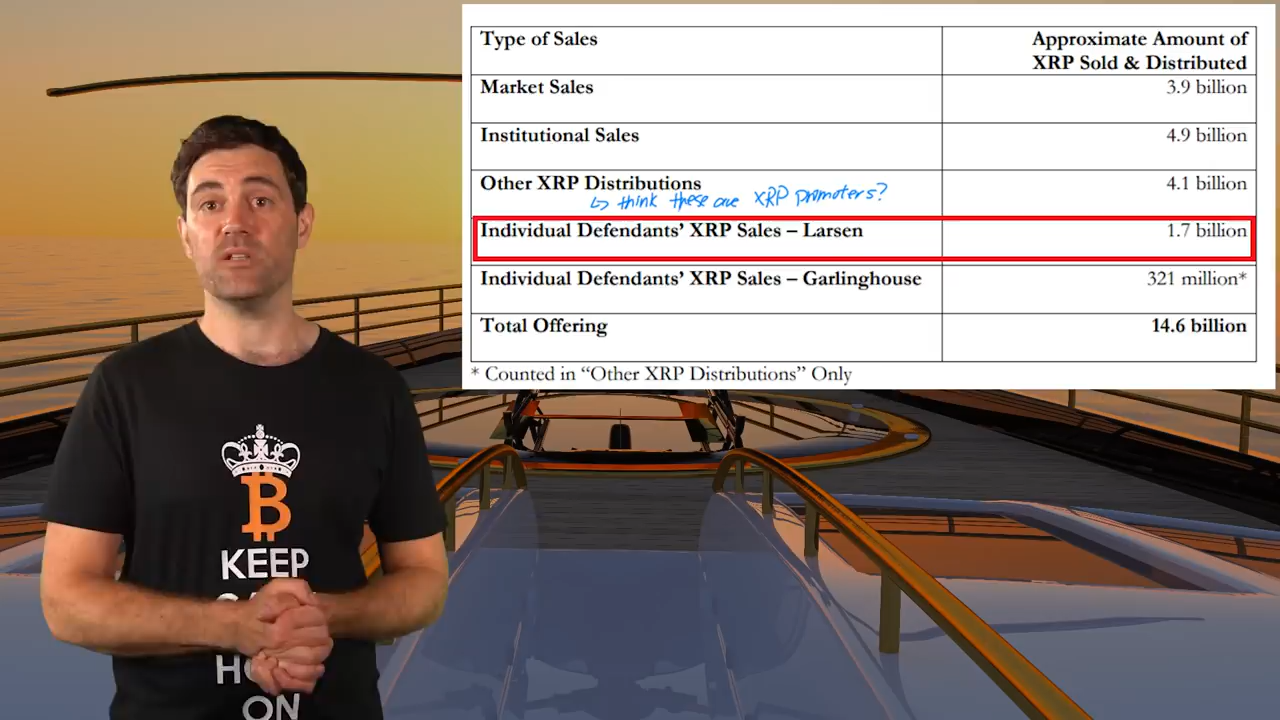 Type of Sales Approximate Amount of
XRP Sold & Distributed
Market Sales 3.9 billion
Institutional Sales 4.9 billion
Other XRP Distributions 4.1 billion
↳ think these are XRP promoters?
Individual Defendants' XRP Sales – Larsen 1.7 billion
Individual Defendants' XRP Sales – Garlinghouse 321 million*
Total Offering 14.6 billion
* Counted in "Other XRP Distributions" Only
KEEP
ON